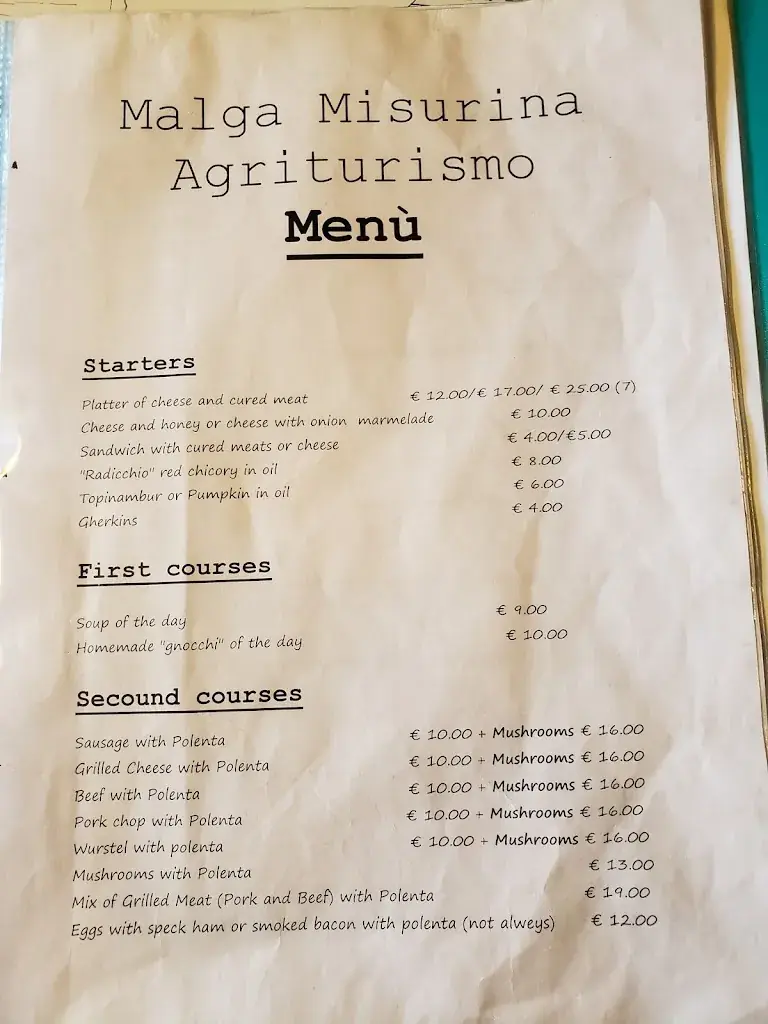 Malga Misurina
Agriturismo
Menù
Starters
Platter of cheese and cured meat € 12.00/€ 17.00/ € 25.00 (7)
Cheese and honey or cheese with onion marmelade € 10.00
Sandwich with cured meats or cheese € 4.00/€5.00
"Radicchio" red chicory in oil € 8.00
Topinambur or Pumpkin in oil € 6.00
Gherkins € 4.00
First courses
Soup of the day € 9.00
Homemade "gnocchi" of the day € 10.00
Secound courses
Sausage with Polenta € 10.00 + Mushrooms € 16.00
Grilled Cheese with Polenta € 10.00 + Mushrooms € 16.00
Beef with Polenta € 10.00 + Mushrooms € 16.00
Pork chop with Polenta € 10.00 + Mushrooms € 16.00
Wurstel with polenta € 10.00 + Mushrooms € 16.00
Mushrooms with Polenta € 13.00
Mix of Grilled Meat (Pork and Beef) with Polenta € 19.00
Eggs with speck ham or smoked bacon with polenta (not alweys) € 12.00